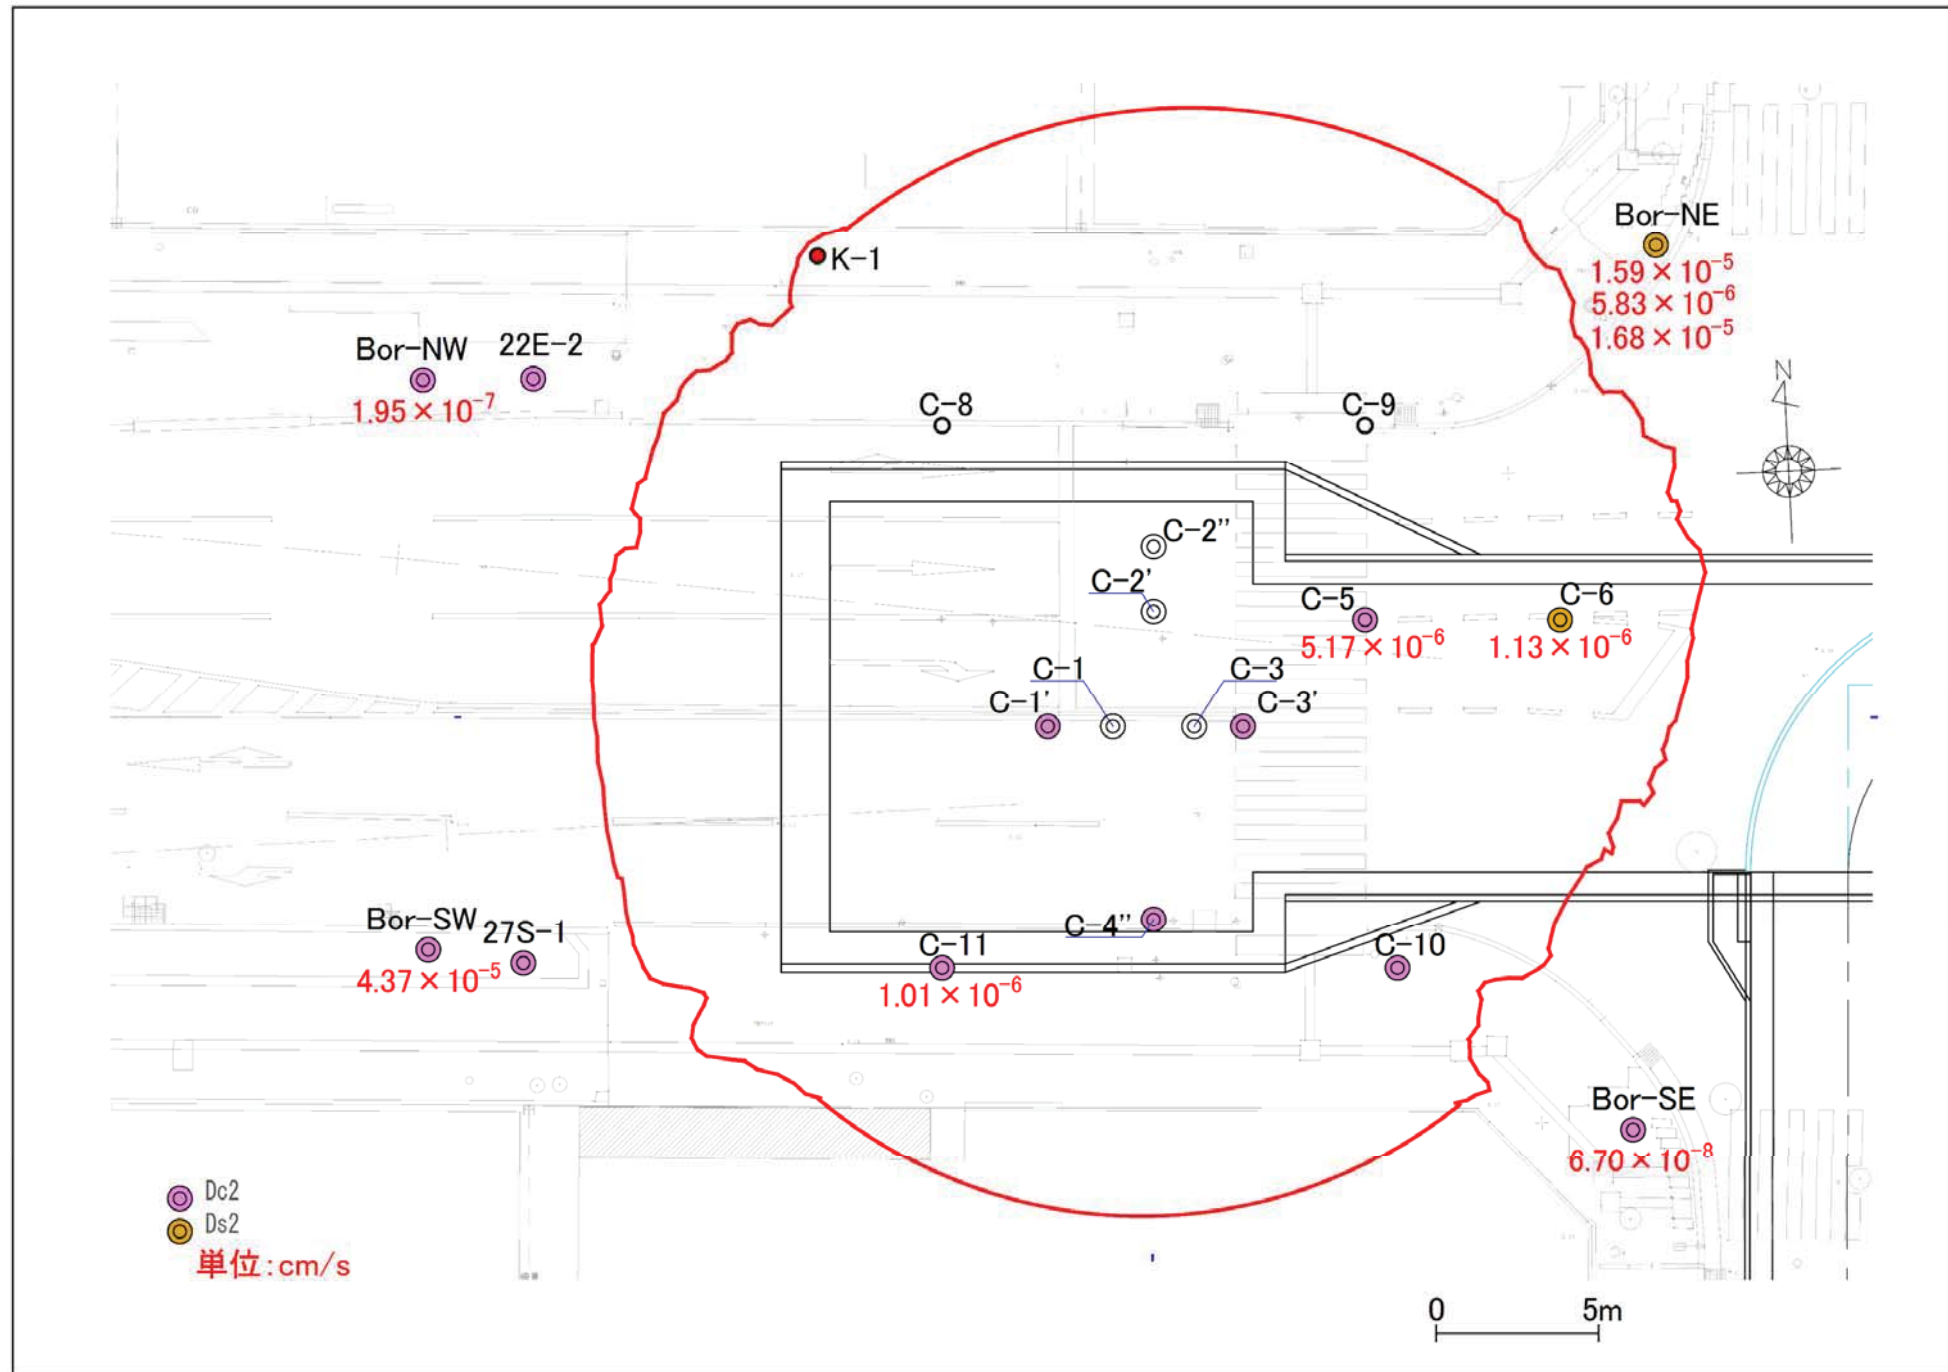 Bor-NE
1.59×10⁻⁵
5.83×10⁻⁶
1.68×10⁻⁵
K-1
N
Bor-NW
1.95×10⁻⁷
22E-2
C-8
C-9
C-2''
C-2'
C-5
5.17×10⁻⁶
C-6
1.13×10⁻⁶
C-1
C-3
C-1'
C-3'
Bor-SW
4.37×10⁻⁵
27S-1
C-4''
C-11
1.01×10⁻⁶
C-10
Bor-SE
6.70×10⁻⁸
Dc2
Ds2
単位:cm/s
0 5m